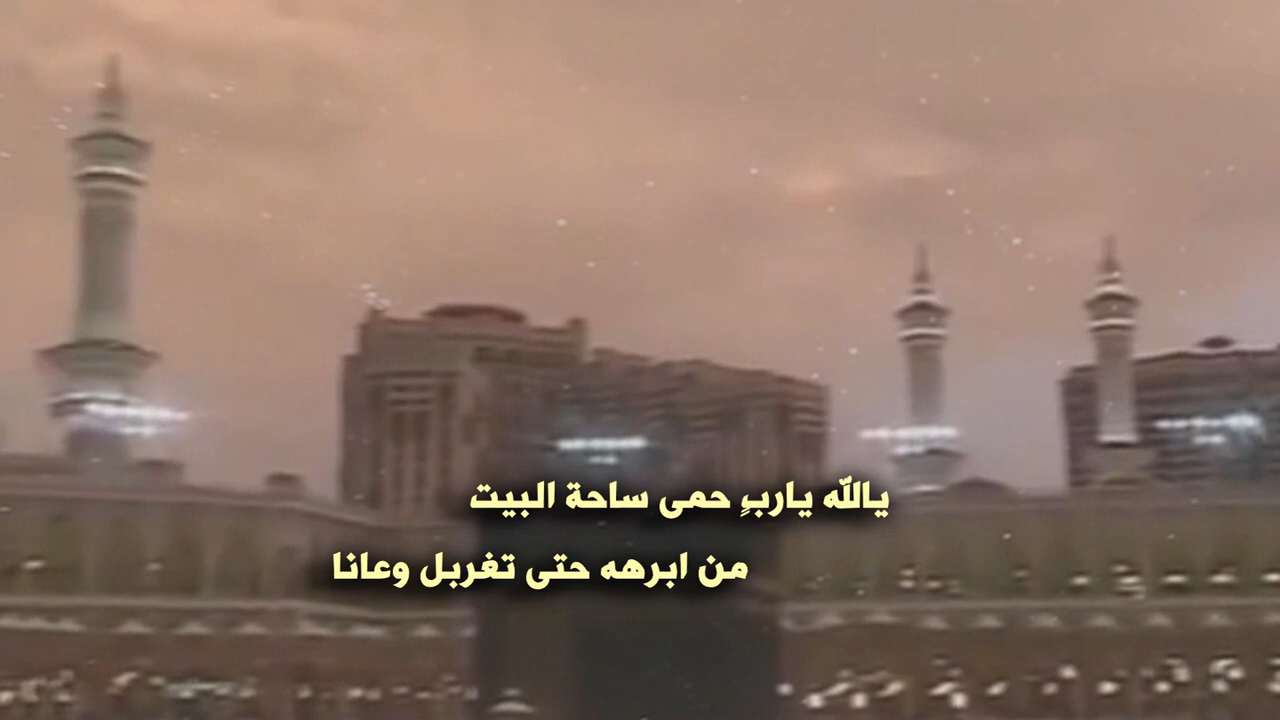 يالله ياربٍ حمى ساحة البيت
من ابرهه حتى تغربل وعانا